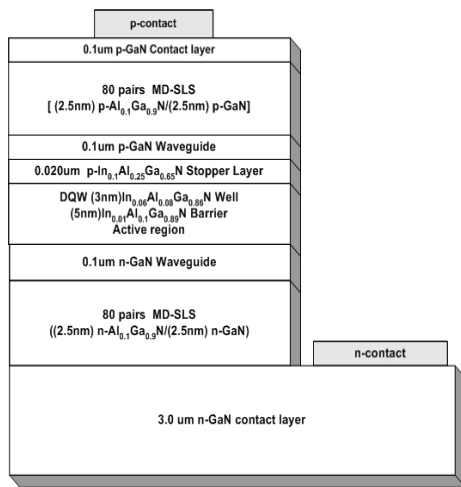 p-contact
0.1um p-GaN Contact layer
80 pairs MD-SLS
[ (2.5nm) p-Al0.1Ga0.9N/(2.5nm) p-GaN]
0.1um p-GaN Waveguide
0.020um p-In0.1Al0.25Ga0.65N Stopper Layer
DQW (3nm)In0.06Al0.08Ga0.86N Well
(5nm)In0.01Al0.1Ga0.89N Barrier
Active region
0.1um n-GaN Waveguide
80 pairs MD-SLS
((2.5nm) n-Al0.1Ga0.9N/(2.5nm) n-GaN)
n-contact
3.0 um n-GaN contact layer